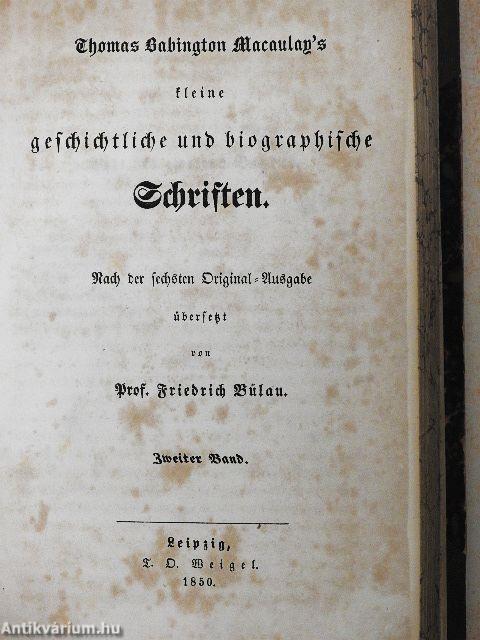 Thomas Babington Macaulay's
kleine
geschichtliche und biographische
Schriften.
Nach der sechsten Original=Ausgabe
übersetzt
von
Prof. Friedrich Bülau.
Zweiter Band.
Leipzig,
T. O. Weigel.
1850.
Antikvárium.hu